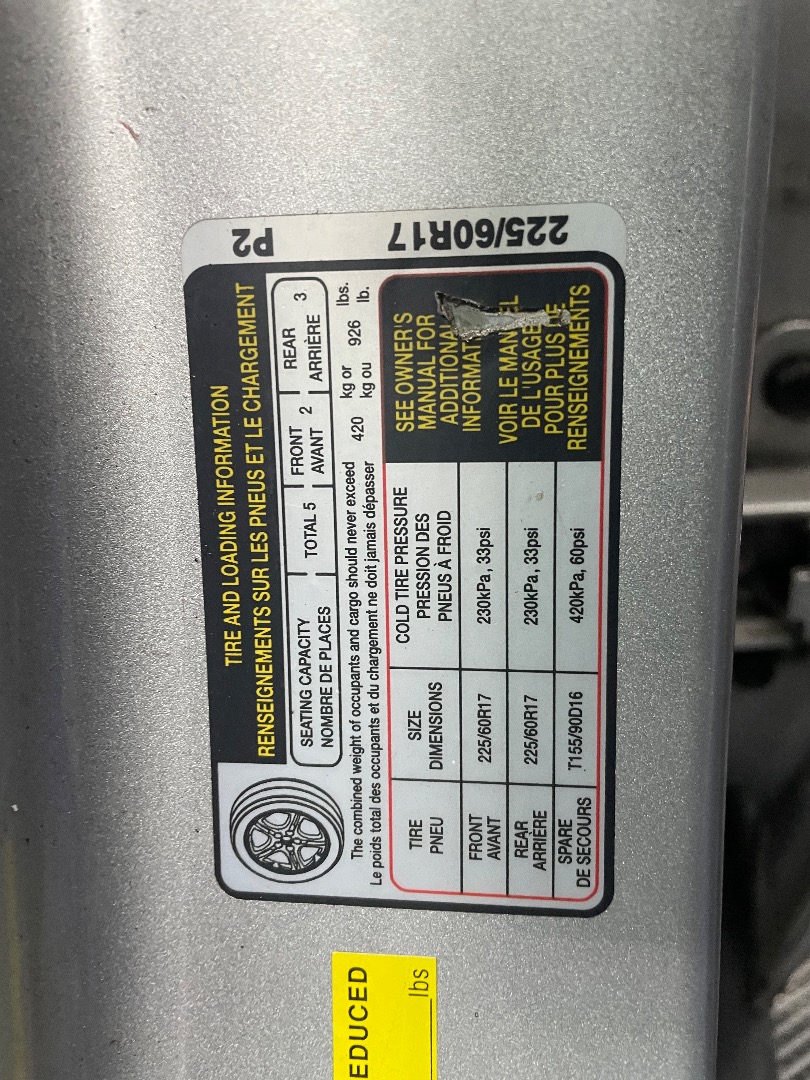 225/60R17 P2
TIRE AND LOADING INFORMATION
RENSEIGNEMENTS SUR LES PNEUS ET LE CHARGEMENT
SEATING CAPACITY
NOMBRE DE PLACES
TOTAL 5
FRONT
AVANT
2
REAR
ARRIÈRE
3
The combined weight of occupants and cargo should never exceed 420 kg or 926 lbs.
Le poids total des occupants et du chargement ne doit jamais dépasser kg ou lb.
TIRE
PNEU
SIZE
DIMENSIONS
COLD TIRE PRESSURE
PRESSION DES
PNEUS À FROID
FRONT
AVANT
225/60R17
230kPa, 33psi
REAR
ARRIÈRE
225/60R17
230kPa, 33psi
SPARE
DE SECOURS
T155/90D16
420kPa, 60psi
SEE OWNER'S
MANUAL FOR
ADDITIONAL
INFORMAT
VOIR LE MAN EL
DE L'USAGE
POUR PLUS E
RENSEIGNEMENTS
EDUCED
lbs